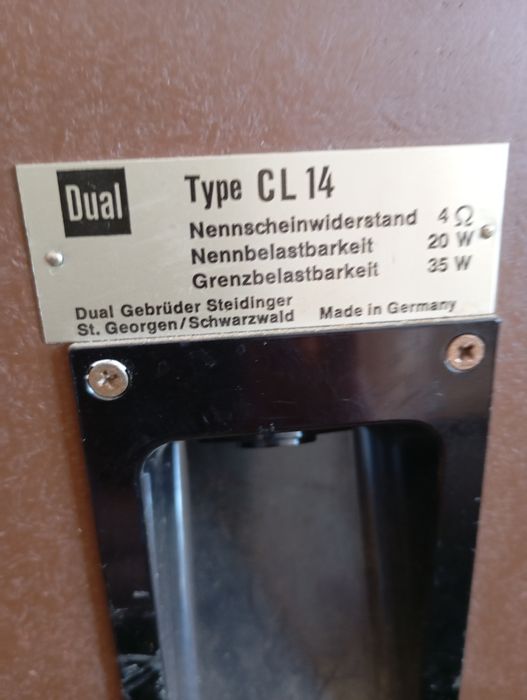 Dual
Type CL 14
Nennscheinwiderstand 4 Ω
Nennbelastbarkeit 20 W
Grenzbelastbarkeit 35 W
Dual Gebrüder Steidinger
St. Georgen/Schwarzwald Made in Germany